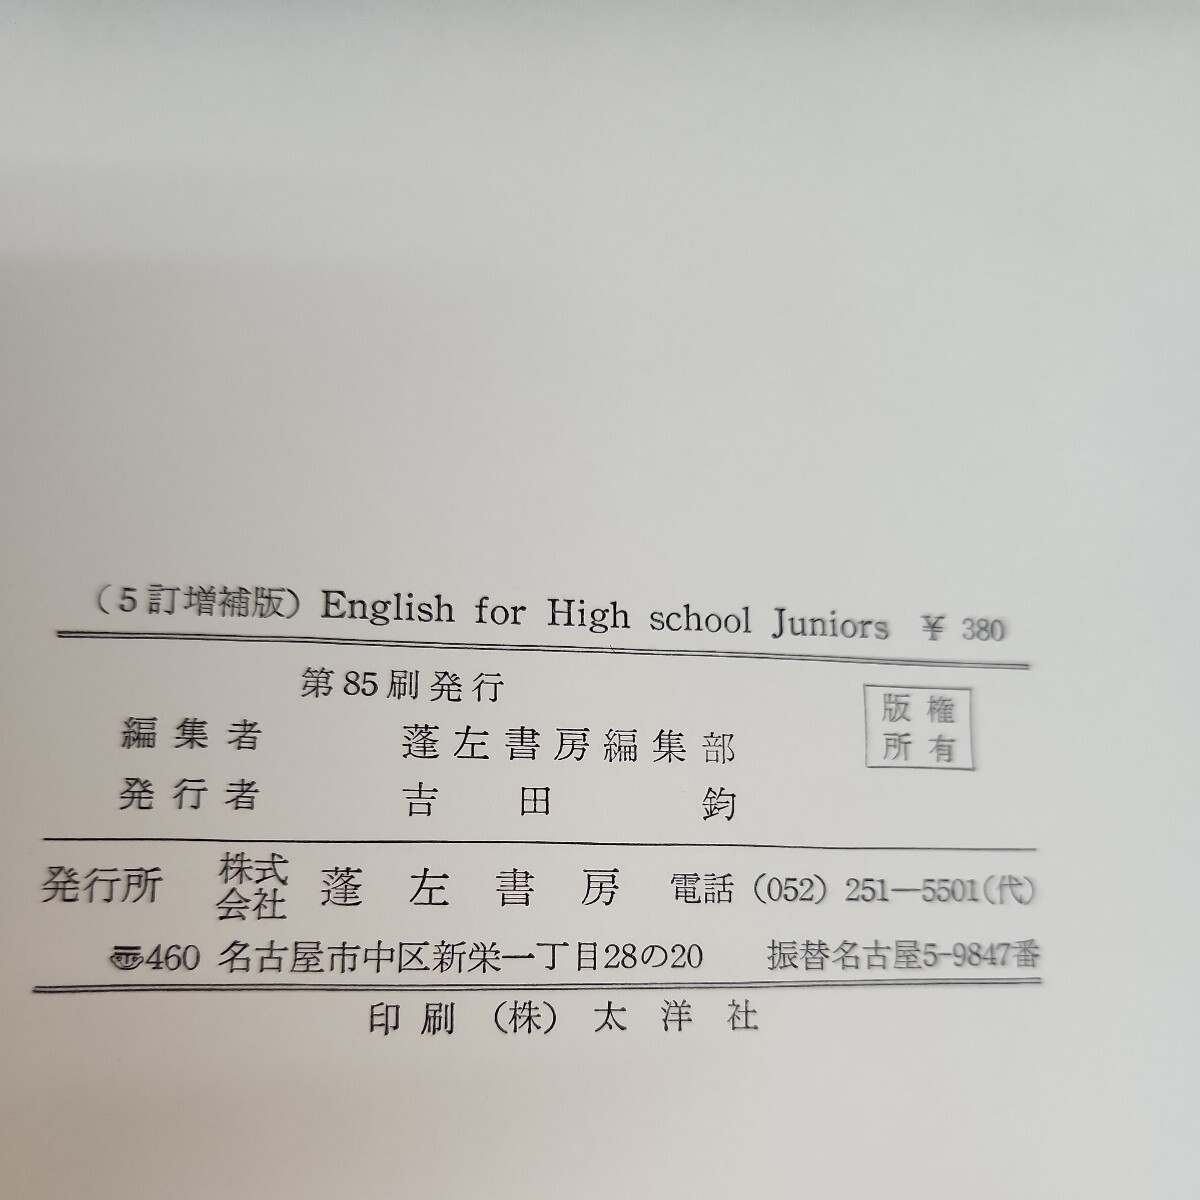 （5訂増補版）English for High school Juniors ￥ 380
第85刷発行
版権
所有
編集者 蓬左書房編集部
発行者 吉田 鈞
発行所 株式会社 蓬左書房 電話（052）251―5501（代）
〠460 名古屋市中区新栄一丁目28の20 振替名古屋5-9847番
印刷（株）太洋社